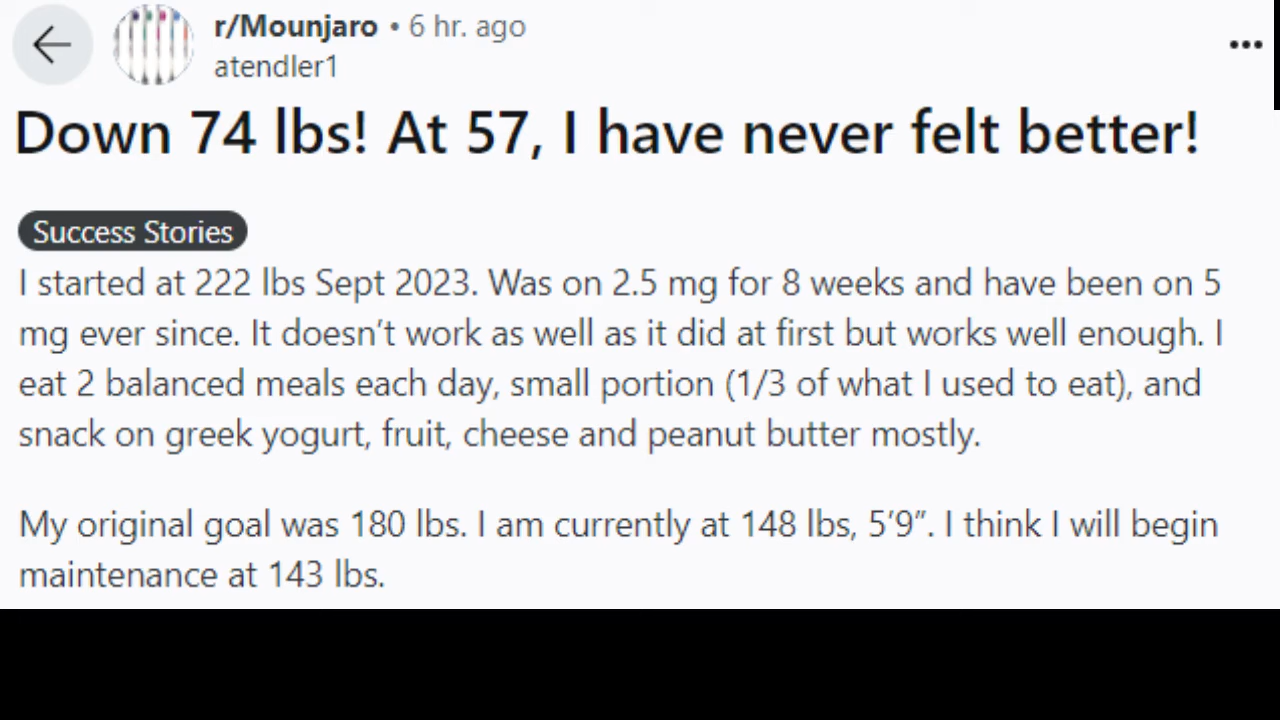 r/Mounjaro • 6 hr. ago
atendler1
Down 74 lbs! At 57, I have never felt better!
Success Stories
I started at 222 lbs Sept 2023. Was on 2.5 mg for 8 weeks and have been on 5
mg ever since. It doesn’t work as well as it did at first but works well enough. I
eat 2 balanced meals each day, small portion (1/3 of what I used to eat), and
snack on greek yogurt, fruit, cheese and peanut butter mostly.
My original goal was 180 lbs. I am currently at 148 lbs, 5’9”. I think I will begin
maintenance at 143 lbs.